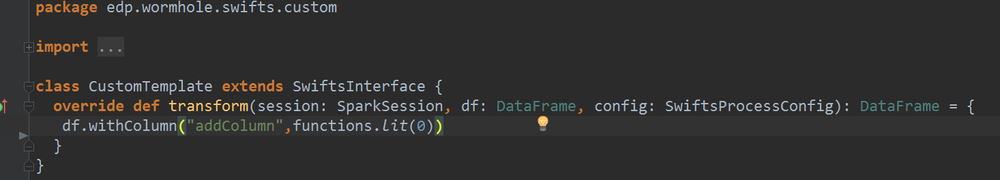 package edp.wormhole.swifts.custom
import ...
class CustomTemplate extends SwiftsInterface {
override def transform(session: SparkSession, df: DataFrame, config: SwiftsProcessConfig): DataFrame = {
df.withColumn("addColumn",functions.lit(0))
}
}